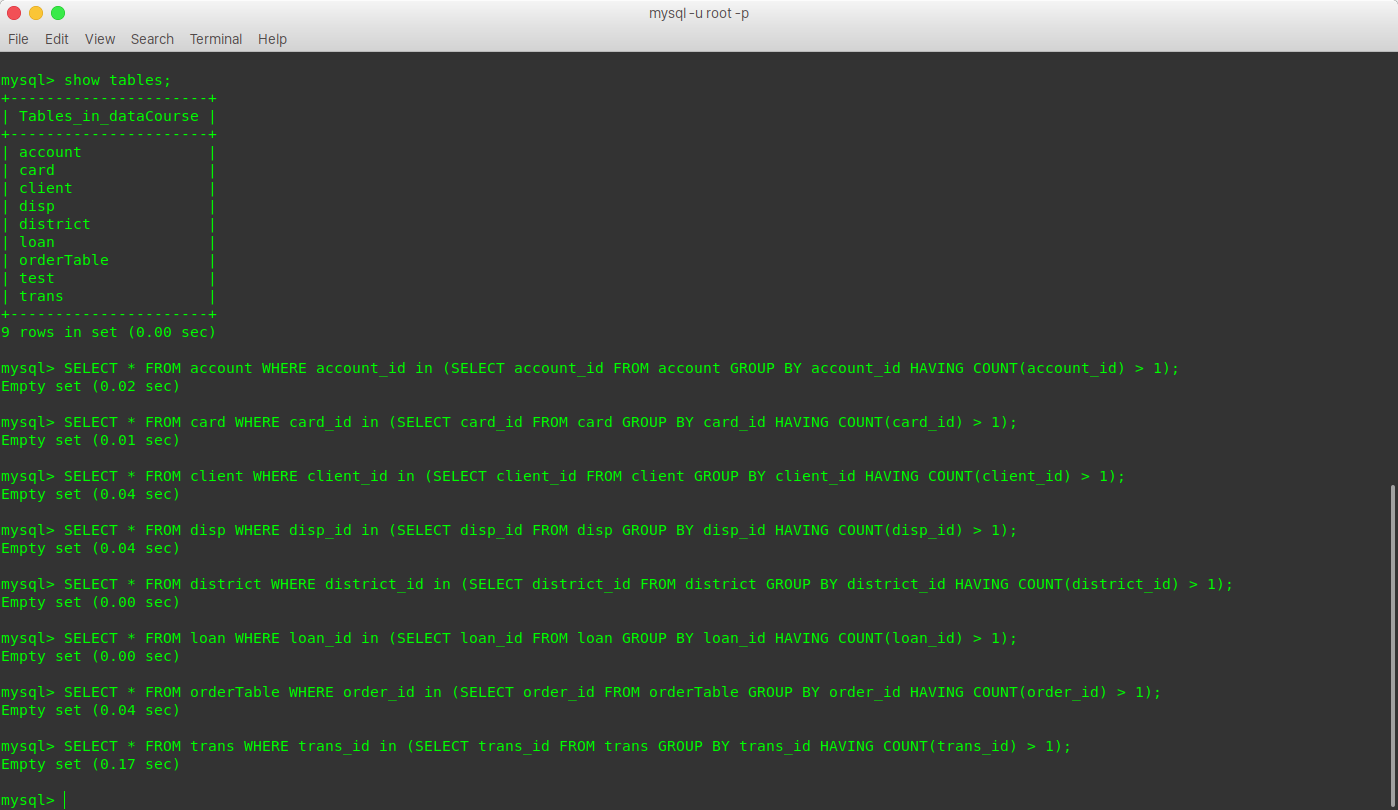 mysql -u root -p
File Edit View Search Terminal Help
mysql> show tables;
+----------------------+
| Tables_in_dataCourse |
+----------------------+
| account              |
| card                 |
| client               |
| disp                 |
| district             |
| loan                 |
| orderTable           |
| test                 |
| trans                |
+----------------------+
9 rows in set (0.00 sec)
mysql> SELECT * FROM account WHERE account_id in (SELECT account_id FROM account GROUP BY account_id HAVING COUNT(account_id) > 1);
Empty set (0.02 sec)
mysql> SELECT * FROM card WHERE card_id in (SELECT card_id FROM card GROUP BY card_id HAVING COUNT(card_id) > 1);
Empty set (0.01 sec)
mysql> SELECT * FROM client WHERE client_id in (SELECT client_id FROM client GROUP BY client_id HAVING COUNT(client_id) > 1);
Empty set (0.04 sec)
mysql> SELECT * FROM disp WHERE disp_id in (SELECT disp_id FROM disp GROUP BY disp_id HAVING COUNT(disp_id) > 1);
Empty set (0.04 sec)
mysql> SELECT * FROM district WHERE district_id in (SELECT district_id FROM district GROUP BY district_id HAVING COUNT(district_id) > 1);
Empty set (0.00 sec)
mysql> SELECT * FROM loan WHERE loan_id in (SELECT loan_id FROM loan GROUP BY loan_id HAVING COUNT(loan_id) > 1);
Empty set (0.00 sec)
mysql> SELECT * FROM orderTable WHERE order_id in (SELECT order_id FROM orderTable GROUP BY order_id HAVING COUNT(order_id) > 1);
Empty set (0.04 sec)
mysql> SELECT * FROM trans WHERE trans_id in (SELECT trans_id FROM trans GROUP BY trans_id HAVING COUNT(trans_id) > 1);
Empty set (0.17 sec)
mysql>